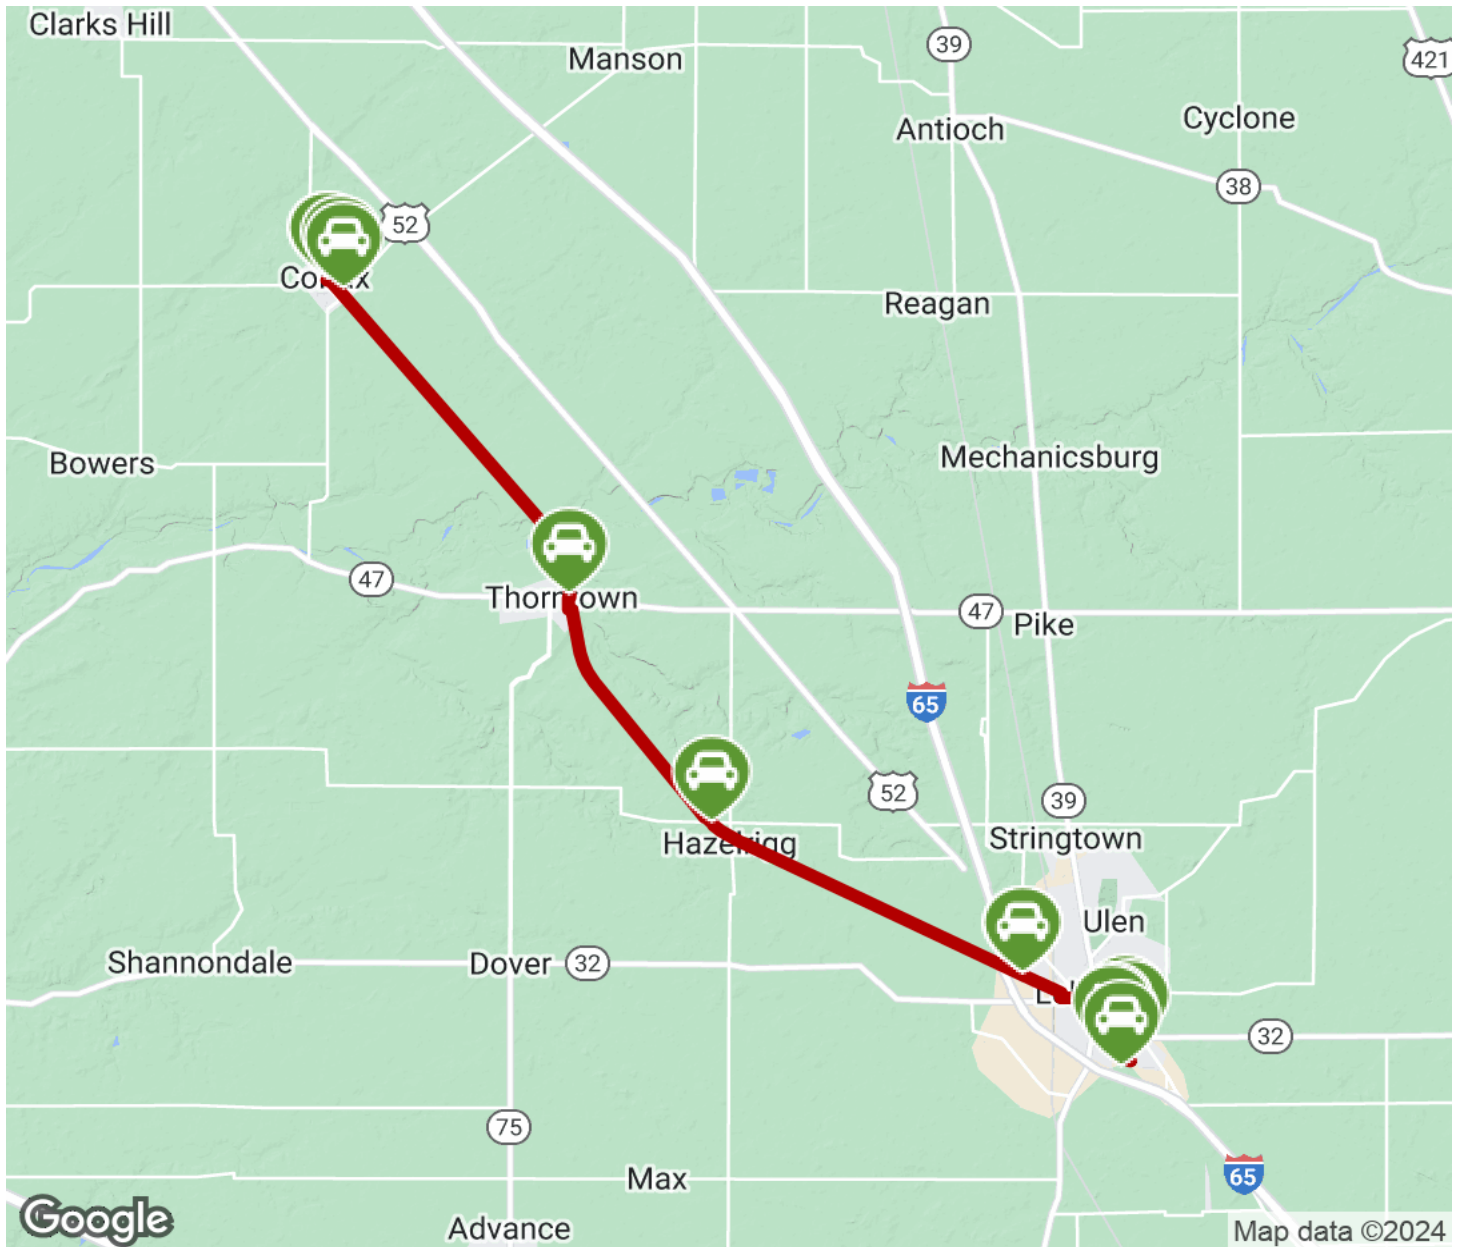 Clarks Hill
Manson
39
421
Antioch
Cyclone
38
52
Reagan
Bowers
Mechanicsburg
47
47
Pike
65
52
39
Stringtown
Hazelrigg
Ulen
Shannondale
Dover
32
32
75
Max
65
Advance
Google
Map data ©2024